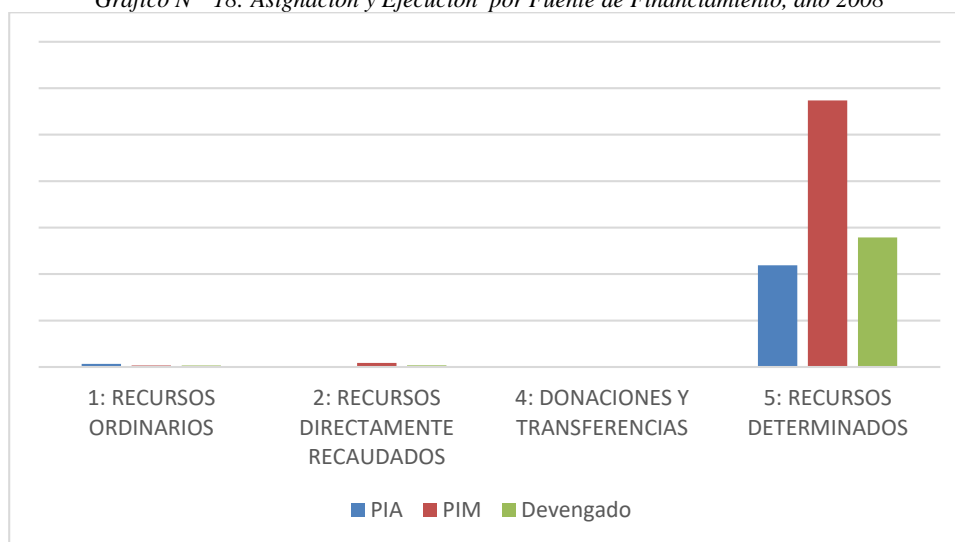 Gráfico N° 18: Asignación y Ejecución por Fuente de Financiamiento, año 2008
1: RECURSOS
ORDINARIOS
2: RECURSOS
DIRECTAMENTE
RECAUDADOS
4: DONACIONES Y
TRANSFERENCIAS
5: RECURSOS
DETERMINADOS
PIA PIM Devengado